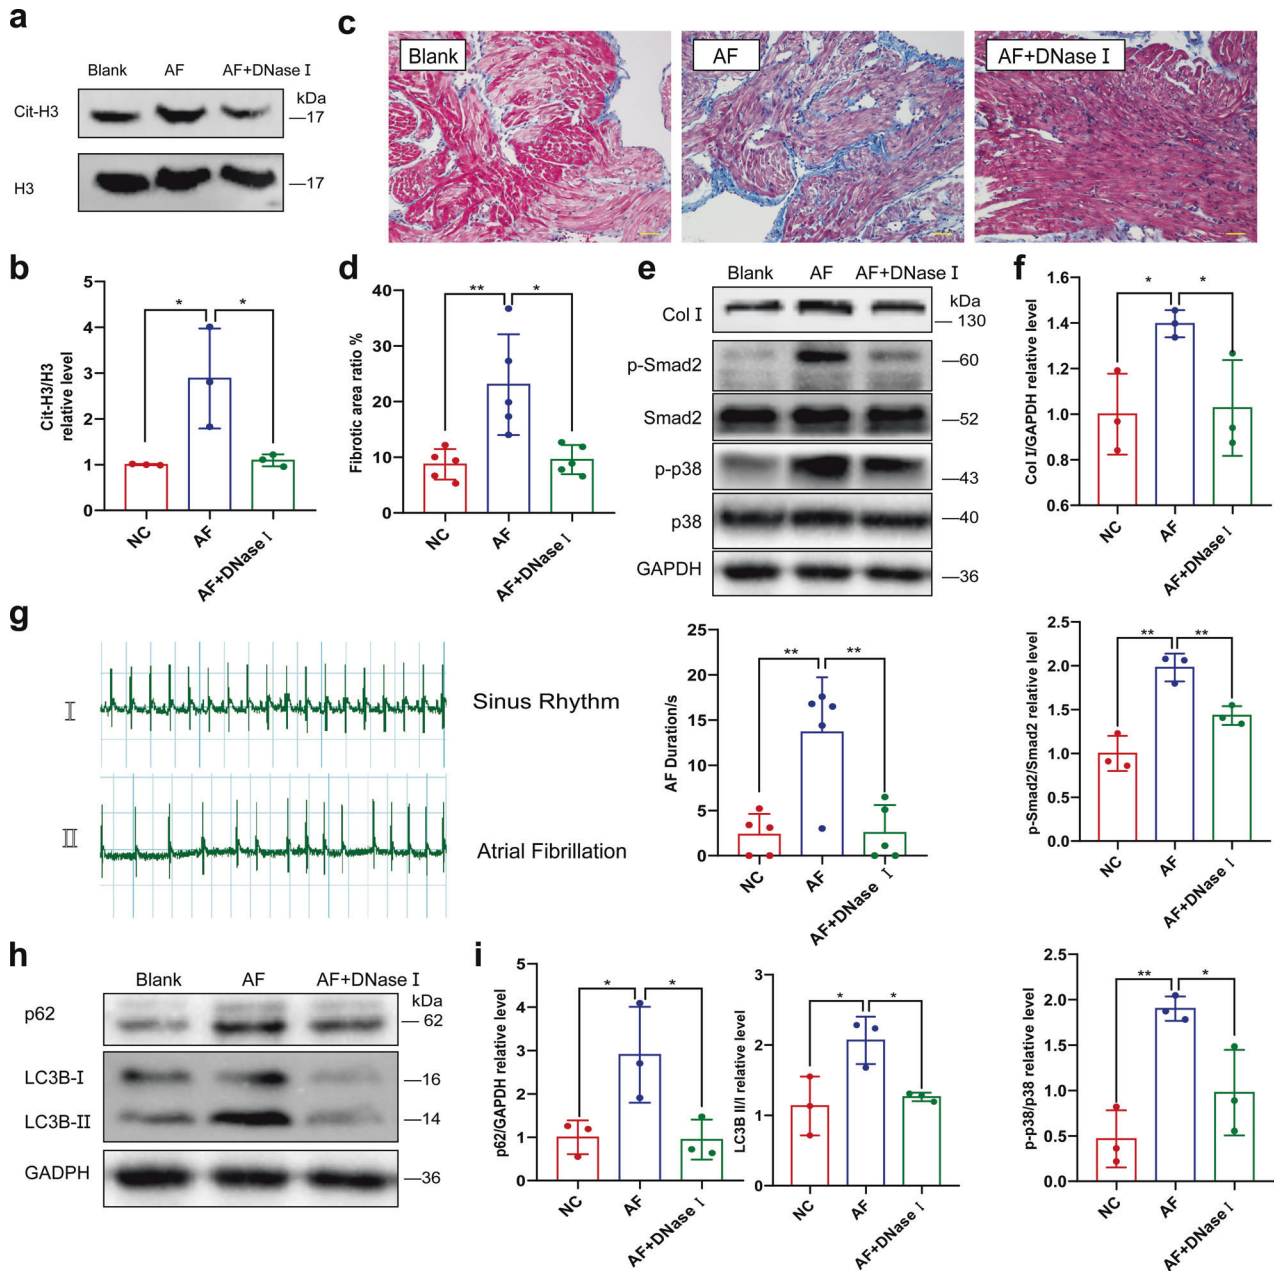 a
Blank AF AF+DNase I
kDa
Cit-H3
—17
H3
—17
b
Cit-H3/H3
relative level
5
4
3
2
1
0
* *
NC
AF
AF+DNase I
c
Blank
AF
AF+DNase I
d
Fibrotic area ratio %
40
30
20
10
0
** *
NC
AF
AF+DNase I
e
Blank AF AF+DNase I
kDa
Col I
— 130
p-Smad2
—60
Smad2
—52
p-p38
—43
p38
—40
GAPDH
—36
f
Col I/GAPDH relative level
1.6
1.4
1.2
1.0
0.8
0.6
* *
NC
AF
AF+DNase I
p-Smad2/Smad2 relative level
2.5
2.0
1.5
1.0
0.5
0.0
** **
NC
AF
AF+DNase I
p-p38/p38 relative level
2.5
2.0
1.5
1.0
0.5
0.0
** *
NC
AF
AF+DNase I
g
I
Sinus Rhythm
II
Atrial Fibrillation
AF Duration/s
25
20
15
10
5
0
** **
NC
AF
AF+DNase I
h
Blank AF AF+DNase I
kDa
p62
— 62
LC3B-I
—16
LC3B-II
—14
GADPH
—36
i
p62/GAPDH relative level
5
4
3
2
1
0
* *
NC
AF
AF+DNase I
LC3B II/I relative level
3
2
1
0
* *
NC
AF
AF+DNase I